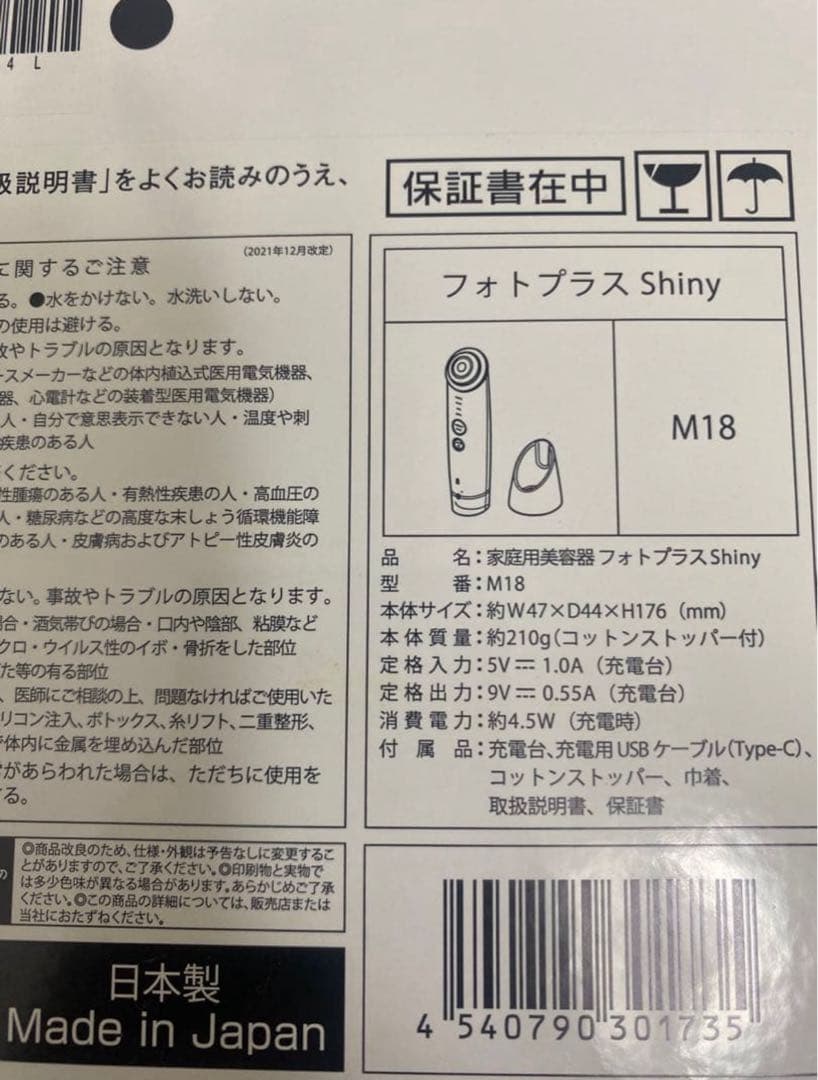 4 L
扱説明書」をよくお読みのうえ、
保証書在中
(2021年12月改定)
に関するご注意
る。●水をかけない。水洗いしない。
の使用は避ける。
故やトラブルの原因となります。
スメーカーなどの体内植込式医用電気機器、
器、心電計などの装着型医用電気機器）
人・自分で意思表示できない人・温度や刺
疾患のある人
ください。
性腫瘍のある人・有熱性疾患の人・高血圧の
人・糖尿病などの高度な末しょう循環機能障
のある人・皮膚病およびアトピー性皮膚炎の
ない。事故やトラブルの原因となります。
場合・酒気帯びの場合・口内や陰部、粘膜など
クロ・ウイルス性のイボ・骨折をした部位
た等の有る部位
、医師にご相談の上、問題なければご使用いた
リコン注入、ボトックス、糸リフト、二重整形、
で体内に金属を埋め込んだ部位
があらわれた場合は、ただちに使用を
する。
フォトプラス Shiny
M18
品名：家庭用美容器 フォトプラス Shiny
型番：M18
本体サイズ：約W47×D44×H176（mm）
本体質量：約210g（コットンストッパー付）
定格入力：5V⎓1.0A（充電台）
定格出力：9V⎓0.55A（充電台）
消費電力：約4.5W（充電時）
付属品：充電台、充電用USBケーブル（Type-C）、
コットンストッパー、巾着、
取扱説明書、保証書
の
◎商品改良のため、仕様・外観は予告なしに変更するこ
とがありますので、ご了承ください。◎印刷物と実物で
は多少色味が異なる場合があります。あらかじめご了承
ください。◎この商品の詳細については、販売店または
当社におたずねください。
日本製
Made in Japan
4 540790 301735